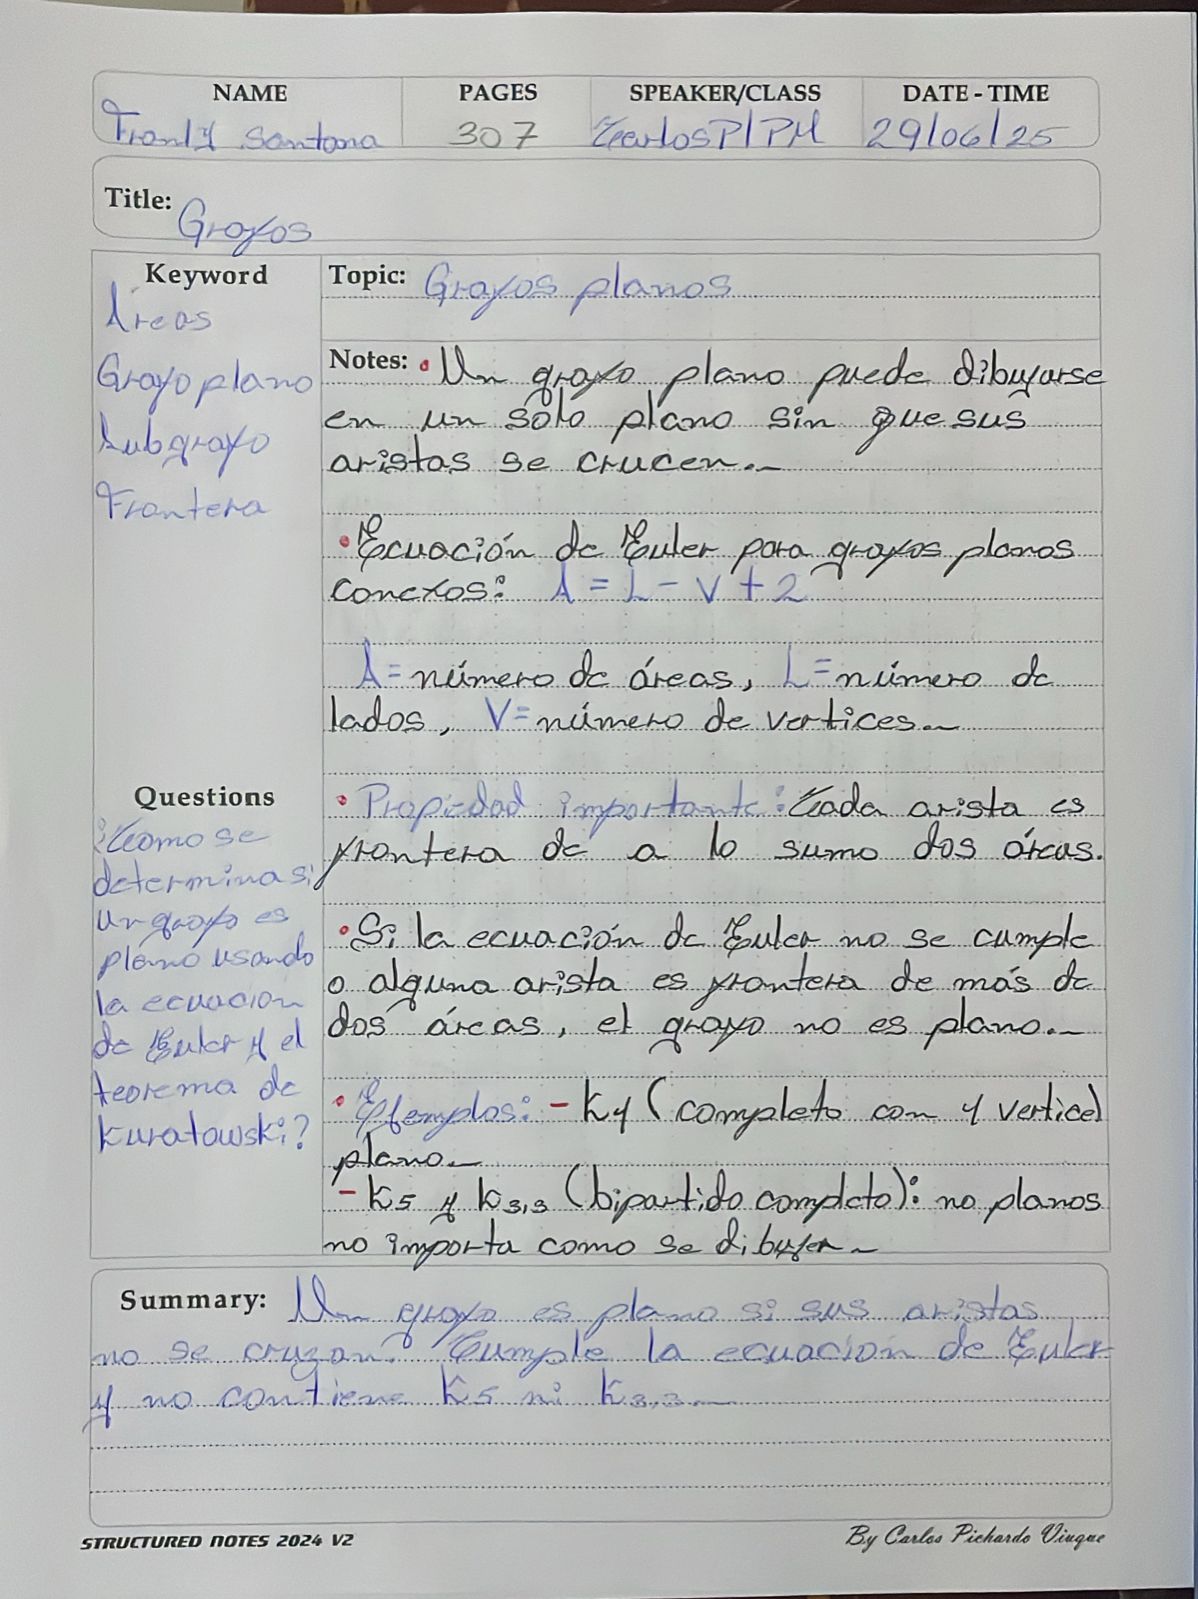 NAME PAGES SPEAKER/CLASS DATE - TIME
Franly Santana 307 CarlosP/PM 29/06/25
Title: Grafos
Keyword
Áreas
Grafo plano
Subgrafo
Frontera
Questions
¿Como se
determina si
un grafo es
plano usando
la ecuacion
de Euler y el
teorema de
Kuratowski?
Topic: Grafos planos
Notes: • Un grafo plano puede dibujarse
en un solo plano sin que sus
aristas se crucen.
• Ecuación de Euler para grafos planos
conexos: A = L - V + 2
A = número de áreas, L = número de
lados, V = número de vertices.
• Propiedad importante: Cada arista es
frontera de a lo sumo dos áreas.
• Si la ecuación de Euler no se cumple
o alguna arista es frontera de más de
dos áreas, el grafo no es plano.
• Ejemplos: - K4 (completo con 4 vertice)
plano.
- K5 y K3,3 (bipartido completo): no planos
no importa como se dibujen
Summary: Un grafo es plano si sus aristas
no se cruzan. Cumple la ecuacion de Euler
y no contiene K5 ni K3,3
STRUCTURED NOTES 2024 V2 By Carlos Pichardo Viuque